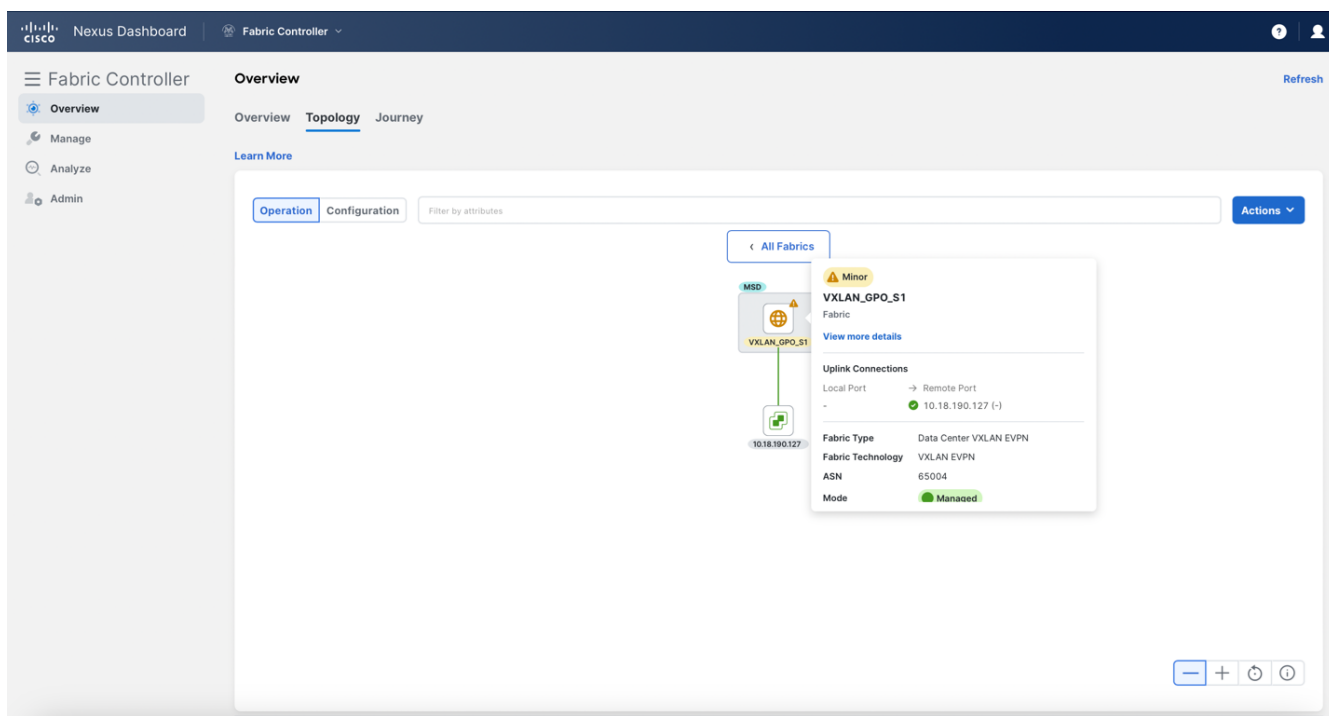 CISCO Nexus Dashboard Fabric Controller ?
Fabric Controller
Overview
Manage
Analyze
Admin
Overview
Refresh
Overview Topology Journey
Learn More
Operation Configuration Filter by attributes Actions
All Fabrics
MSD
VXLAN_GPO_S1
10.18.190.127
Minor
VXLAN_GPO_S1
Fabric
View more details
Uplink Connections
Local Port → Remote Port
- 10.18.190.127 (-)
Fabric Type Data Center VXLAN EVPN
Fabric Technology VXLAN EVPN
ASN 65004
Mode Managed